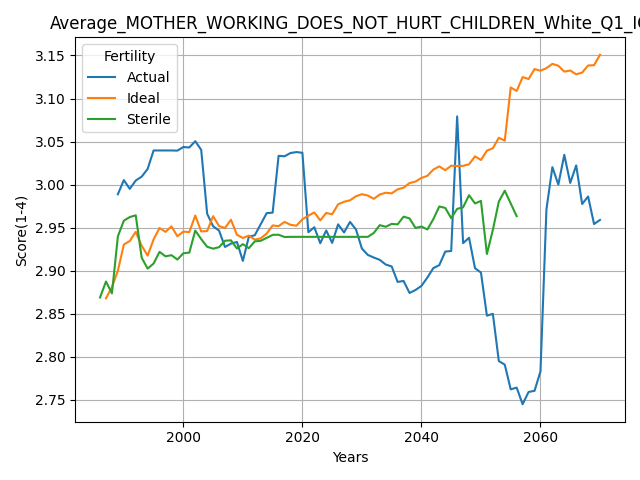 Average_MOTHER_WORKING_DOES_NOT_HURT_CHILDREN_White_Q1_
Fertility
Actual
Ideal
Sterile
Score(1-4)
3.15
3.10
3.05
3.00
2.95
2.90
2.85
2.80
2.75
2000
2020
2040
2060
Years